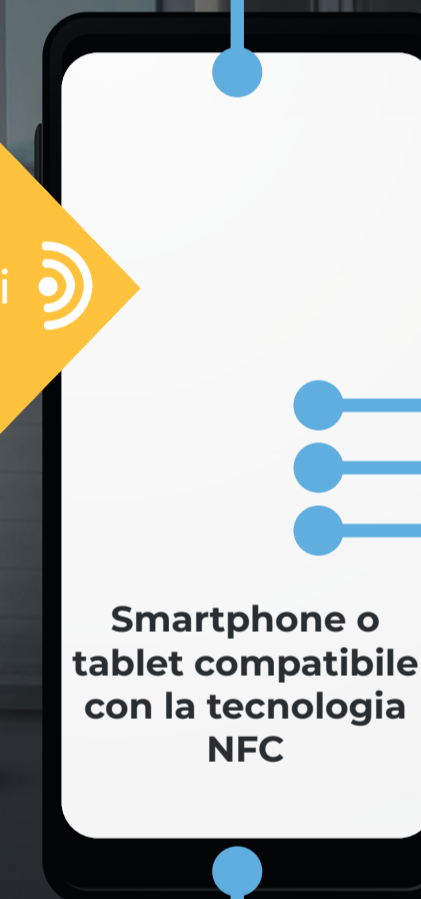 i
Smartphone o
tablet compatibile
con la tecnologia
NFC